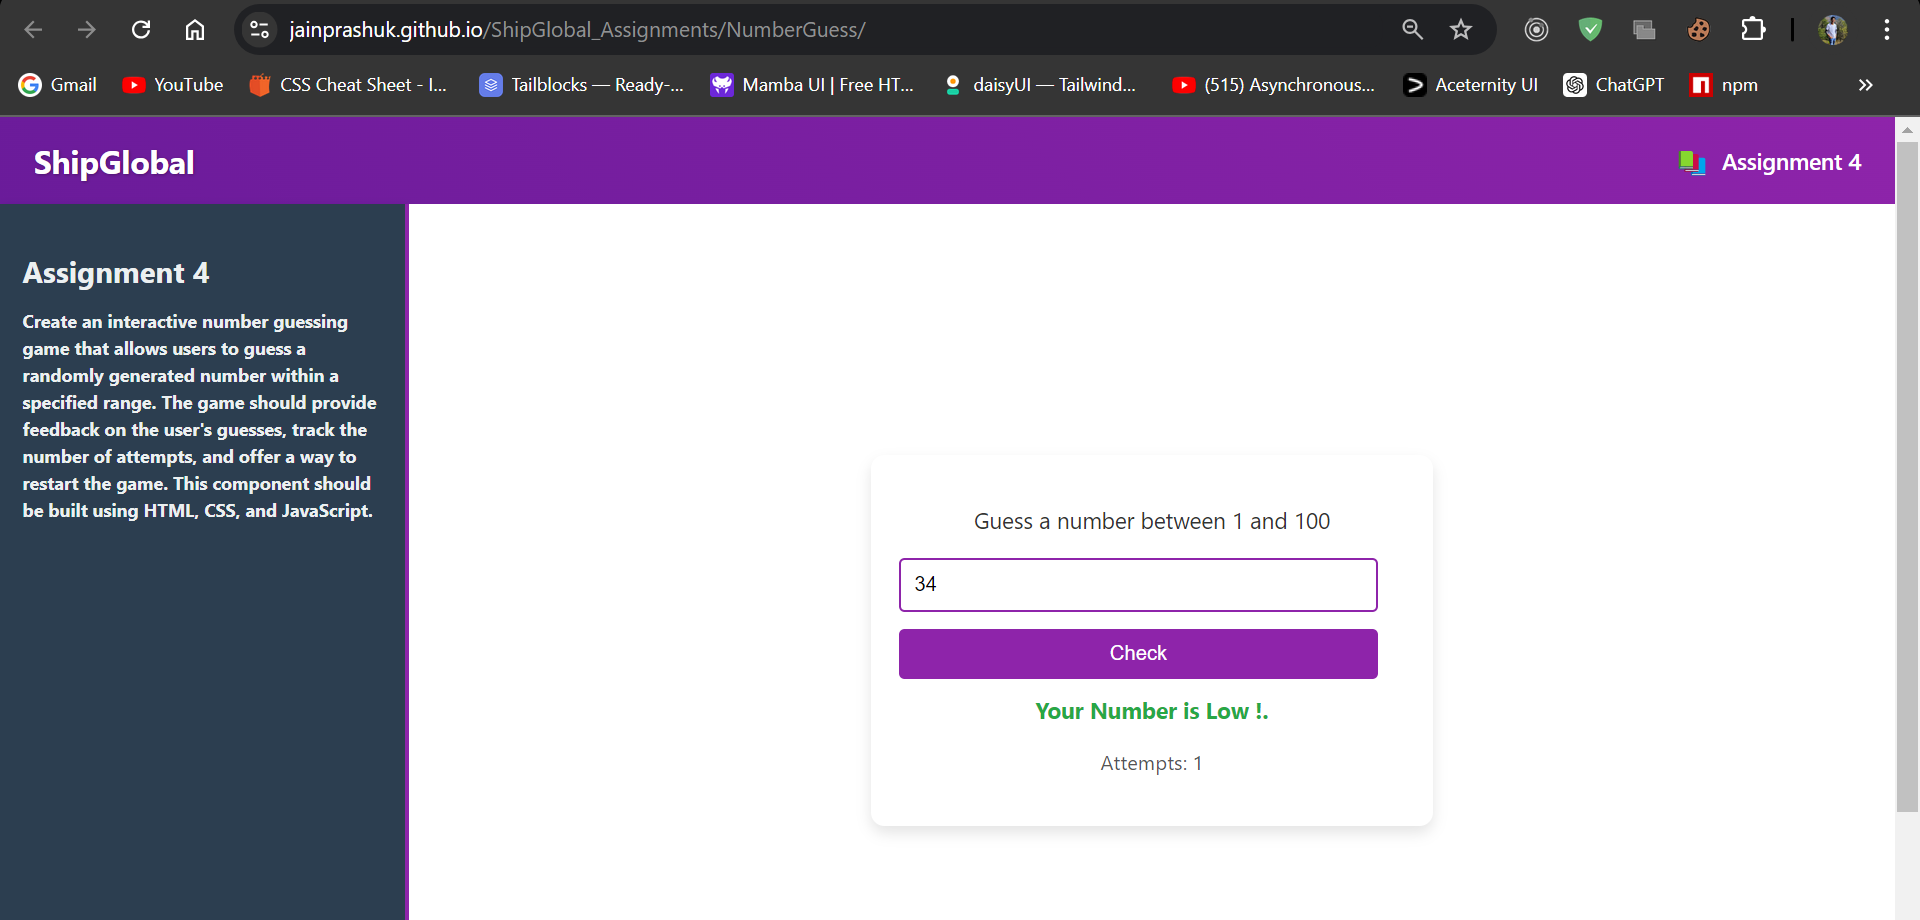 jainprashuk.github.io/ShipGlobal_Assignments/NumberGuess/
Gmail
YouTube
CSS Cheat Sheet - I...
Tailblocks — Ready-...
Mamba UI | Free HT...
daisyUI — Tailwind...
(515) Asynchronous...
Aceternity UI
ChatGPT
npm
ShipGlobal
Assignment 4
Assignment 4
Create an interactive number guessing
game that allows users to guess a
randomly generated number within a
specified range. The game should provide
feedback on the user's guesses, track the
number of attempts, and offer a way to
restart the game. This component should
be built using HTML, CSS, and JavaScript.
Guess a number between 1 and 100
34
Check
Your Number is Low !.
Attempts: 1